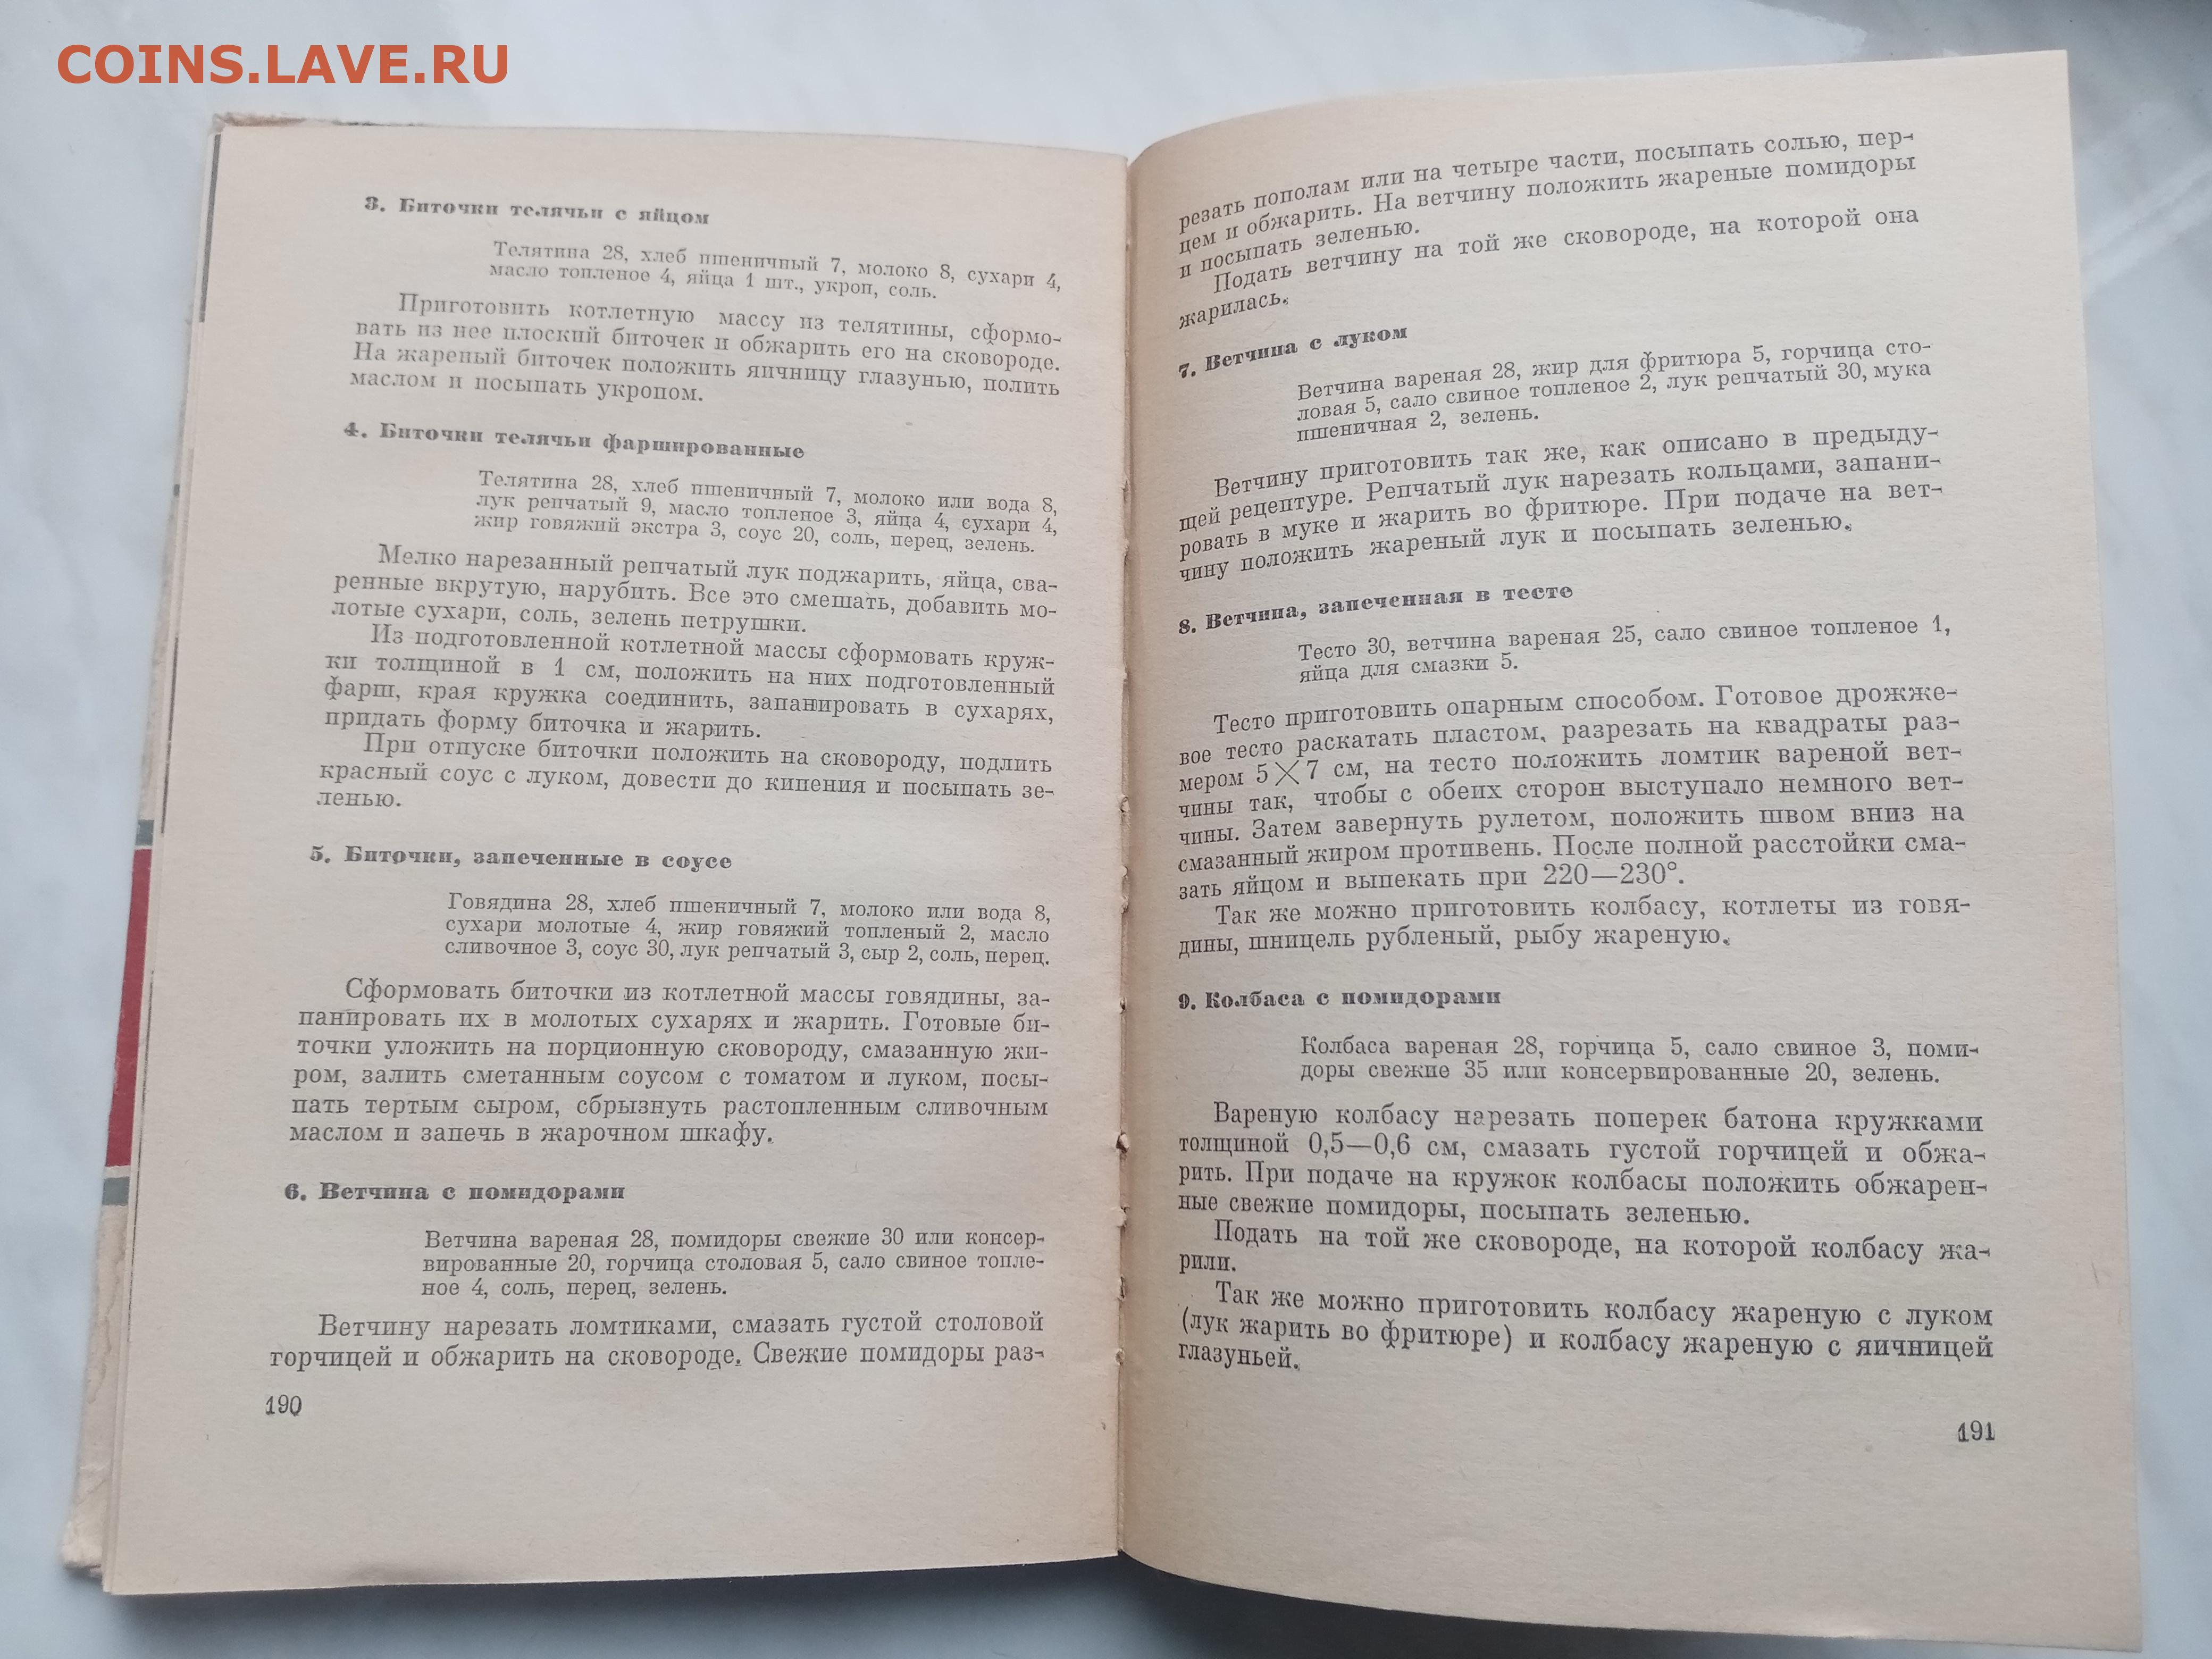 COINS.LAVE.RU
3. Биточки телячьи с яйцом
Телятина 28, хлеб пшеничный 7, молоко 8, сухари 4,
масло топленое 4, яйца 1 шт., укроп, соль.
Приготовить котлетную массу из телятины, сформо-
вать из нее плоский биточек и обжарить его на сковороде.
На жареный биточек положить яичницу глазунью, полить
маслом и посыпать укропом.
4. Биточки телячьи фаршированные
Телятина 28, хлеб пшеничный 7, молоко или вода 8,
лук репчатый 9, масло топленое 3, яйца 4, сухари 4,
жир говяжий экстра 3, соус 20, соль, перец, зелень.
Мелко нарезанный репчатый лук поджарить, яйца, сва-
ренные вкрутую, нарубить. Все это смешать, добавить мо-
лотые сухари, соль, зелень петрушки.
Из подготовленной котлетной массы сформовать круж-
ки толщиной в 1 см, положить на них подготовленный
фарш, края кружка соединить, запанировать в сухарях,
придать форму биточка и жарить.
При отпуске биточки положить на сковороду, подлить
красный соус с луком, довести до кипения и посыпать зе-
ленью.
5. Биточки, запеченные в соусе
Говядина 28, хлеб пшеничный 7, молоко или вода 8,
сухари молотые 4, жир говяжий топленый 2, масло
сливочное 3, соус 30, лук репчатый 3, сыр 2, соль, перец.
Сформовать биточки из котлетной массы говядины, за-
панировать их в молотых сухарях и жарить. Готовые би-
точки уложить на порционную сковороду, смазанную жи-
ром, залить сметанным соусом с томатом и луком, посы-
пать тертым сыром, сбрызнуть растопленным сливочным
маслом и запечь в жарочном шкафу.
6. Ветчина с помидорами
Ветчина вареная 28, помидоры свежие 30 или консер-
вированные 20, горчица столовая 5, сало свиное топле-
ное 4, соль, перец, зелень.
Ветчину нарезать ломтиками, смазать густой столовой
горчицей и обжарить на сковороде. Свежие помидоры раз-
190
резать пополам или на четыре части, посыпать солью, пер-
цем и обжарить. На ветчину положить жареные помидоры
и посыпать зеленью.
Подать ветчину на той же сковороде, на которой она
жарилась.
7. Ветчина с луком
Ветчина вареная 28, жир для фритюра 5, горчица сто-
ловая 5, сало свиное топленое 2, лук репчатый 30, мука
пшеничная 2, зелень.
Ветчину приготовить так же, как описано в предыду-
щей рецептуре. Репчатый лук нарезать кольцами, запани-
ровать в муке и жарить во фритюре. При подаче на вет-
чину положить жареный лук и посыпать зеленью.
8. Ветчина, запеченная в тесте
Тесто 30, ветчина вареная 25, сало свиное топленое 1,
яйца для смазки 5.
Тесто приготовить опарным способом. Готовое дрожже-
вое тесто раскатать пластом, разрезать на квадраты раз-
мером 5×7 см, на тесто положить ломтик вареной вет-
чины так, чтобы с обеих сторон выступало немного вет-
чины. Затем завернуть рулетом, положить швом вниз на
смазанный жиром противень. После полной расстойки сма-
зать яйцом и выпекать при 220—230°.
Так же можно приготовить колбасу, котлеты из говя-
дины, шницель рубленый, рыбу жареную.
9. Колбаса с помидорами
Колбаса вареная 28, горчица 5, сало свиное 3, поми-
доры свежие 35 или консервированные 20, зелень.
Вареную колбасу нарезать поперек батона кружками
толщиной 0,5—0,6 см, смазать густой горчицей и обжа-
рить. При подаче на кружок колбасы положить обжарен-
ные свежие помидоры, посыпать зеленью.
Подать на той же сковороде, на которой колбасу жа-
рили.
Так же можно приготовить колбасу жареную с луком
(лук жарить во фритюре) и колбасу жареную с яичницей
глазуньей.
191